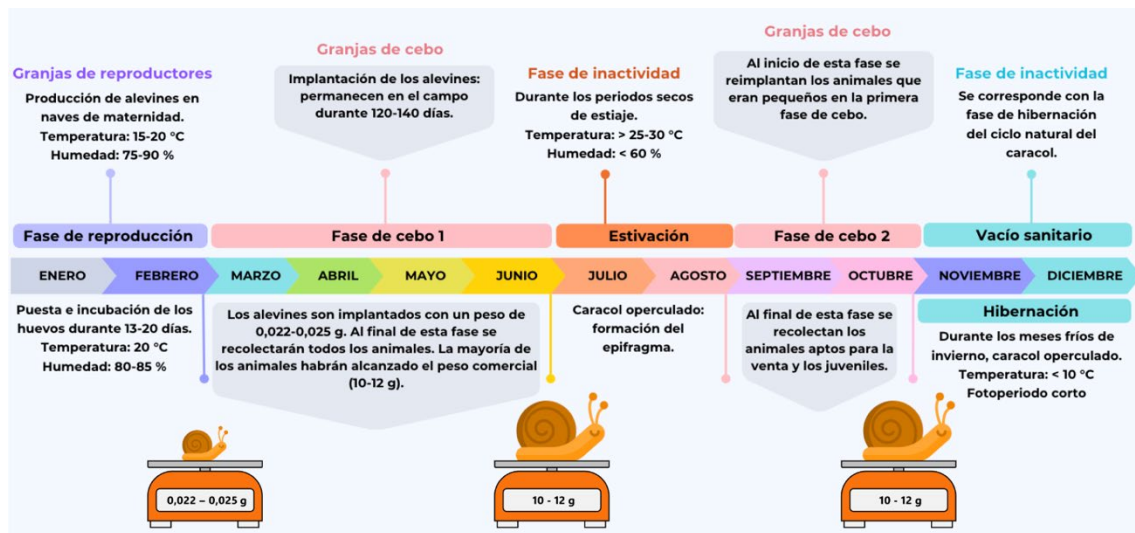 Granjas de reproductores
Producción de alevines en
naves de maternidad.
Temperatura: 15-20 °C
Humedad: 75-90 %
Granjas de cebo
Implantación de los alevines:
permanecen en el campo
durante 120-140 días.
Fase de inactividad
Durante los periodos secos
de estiaje.
Temperatura: > 25-30 °C
Humedad: < 60 %
Granjas de cebo
Al inicio de esta fase se
reimplantan los animales que
eran pequeños en la primera
fase de cebo.
Fase de inactividad
Se corresponde con la
fase de hibernación
del ciclo natural del
caracol.
Fase de reproducción
Fase de cebo 1
Estivación
Fase de cebo 2
Vacío sanitario
ENERO
FEBRERO
MARZO
ABRIL
MAYO
JUNIO
JULIO
AGOSTO
SEPTIEMBRE
OCTUBRE
NOVIEMBRE
DICIEMBRE
Puesta e incubación de los
huevos durante 13-20 días.
Temperatura: 20 °C
Humedad: 80-85 %
Los alevines son implantados con un peso de
0,022-0,025 g. Al final de esta fase se
recolectarán todos los animales. La mayoría de
los animales habrán alcanzado el peso comercial
(10-12 g).
Caracol operculado:
formación del
epifragma.
Al final de esta fase se
recolectan los
animales aptos para la
venta y los juveniles.
Hibernación
Durante los meses fríos de
invierno, caracol operculado.
Temperatura: < 10 °C
Fotoperiodo corto
0,022 – 0,025 g
10 - 12 g
10 - 12 g